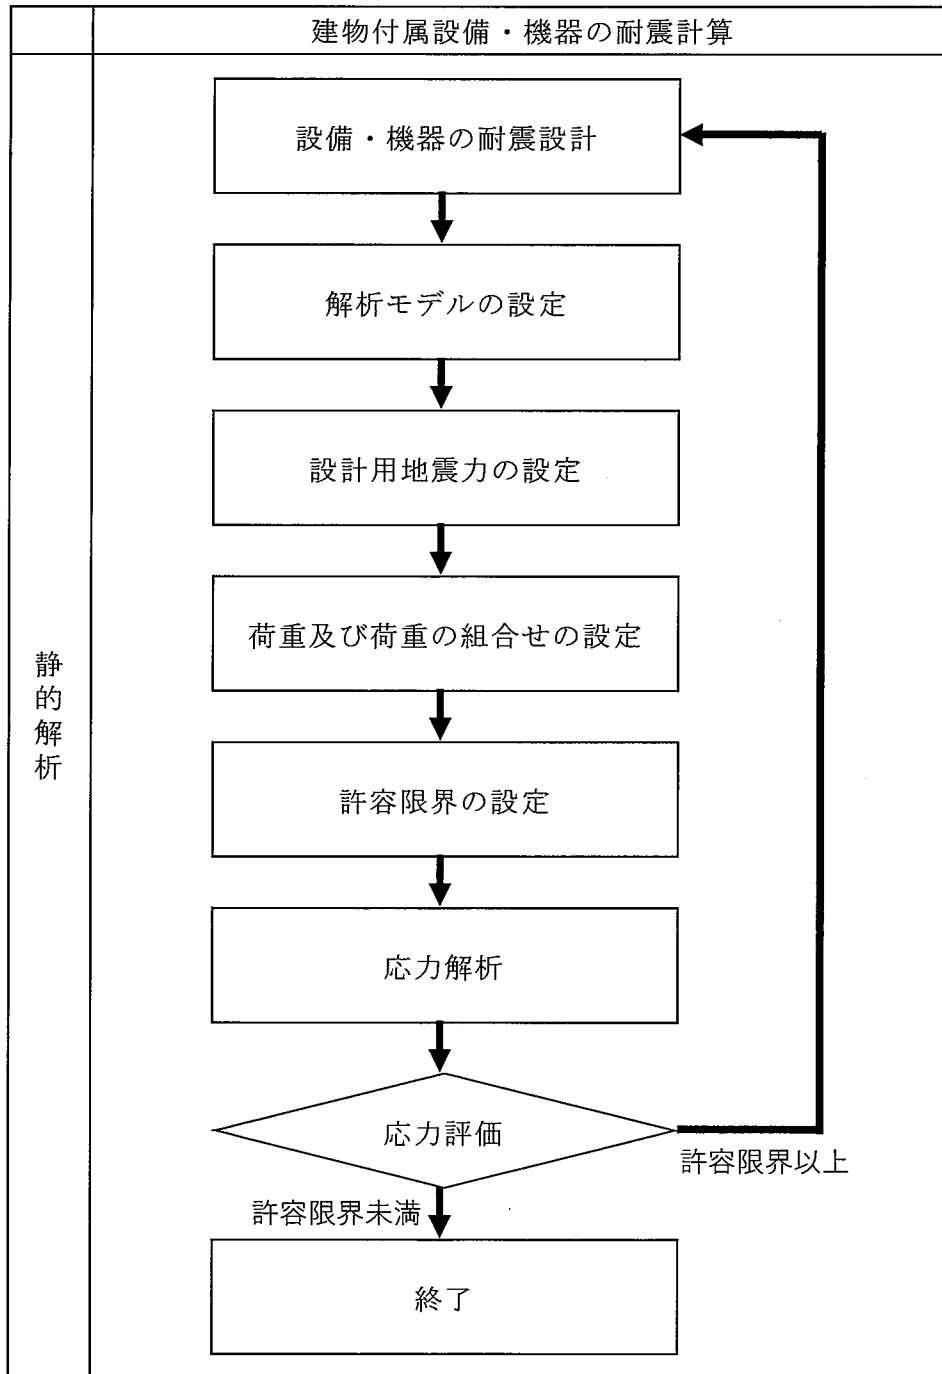 建物付属設備・機器の耐震計算
静的解析
設備・機器の耐震設計
解析モデルの設定
設計用地震力の設定
荷重及び荷重の組合せの設定
許容限界の設定
応力解析
応力評価
許容限界以上
許容限界未満
終了